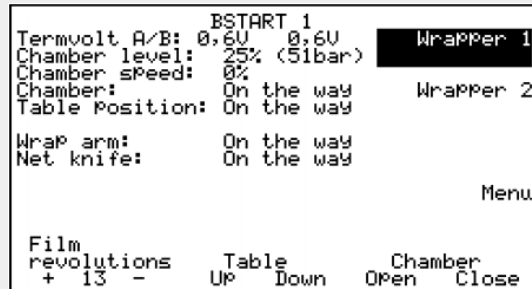 BSTART 1
Termvolt A/B: 0,6V 0,6V Wrapper 1
Chamber level: 25% (51bar)
Chamber speed: 0%
Chamber: On the way Wrapper 2
Table position: On the way
Wrap arm: On the way
Net knife: On the way
Menu
Film
revolutions Table Chamber
+ 13 - Up Down Open Close